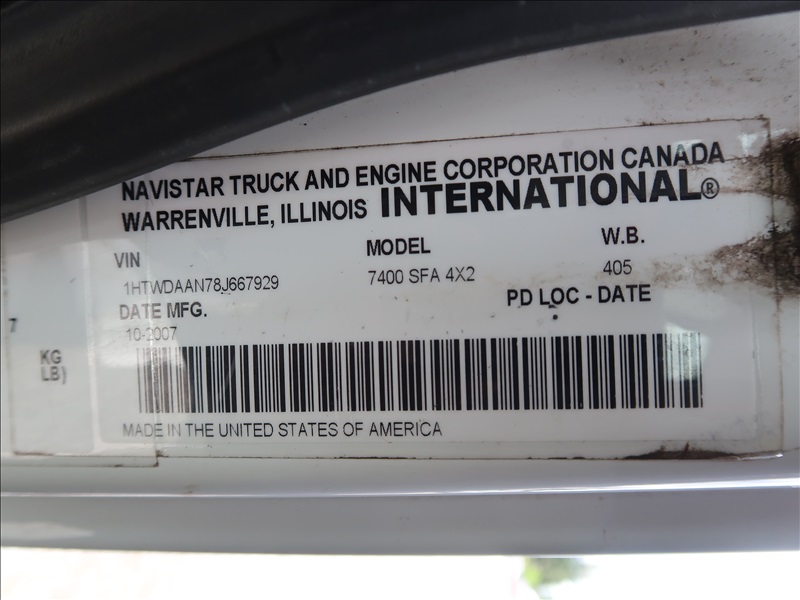 NAVISTAR TRUCK AND ENGINE CORPORATION CANADA
WARRENVILLE, ILLINOIS INTERNATIONAL®
VIN MODEL W.B.
1HTWDAAN78J667929 7400 SFA 4X2 405
DATE MFG. PD LOC - DATE
10-2007
7
KG
LB)
MADE IN THE UNITED STATES OF AMERICA